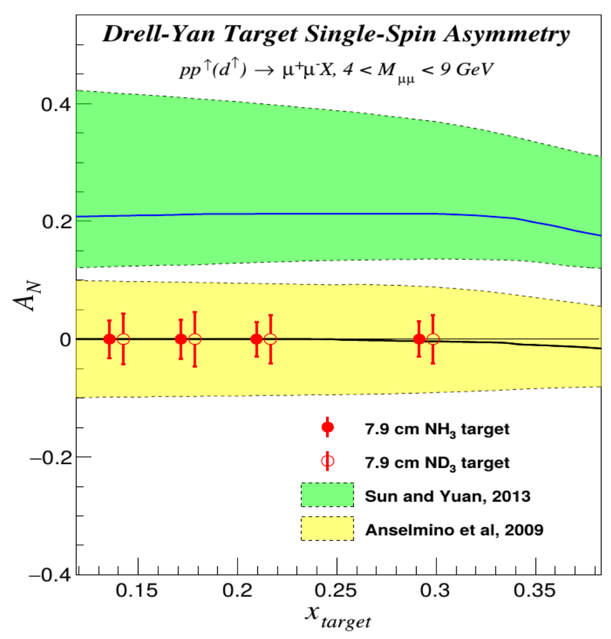 Drell-Yan Target Single-Spin Asymmetry
pp↑(d↑) → μ+μ-X, 4 < Mμμ < 9 GeV
0.4
0.2
0
−0.2
−0.4
AN
7.9 cm NH3 target
7.9 cm ND3 target
Sun and Yuan, 2013
Anselmino et al, 2009
0.15 0.2 0.25 0.3 0.35
xtarget